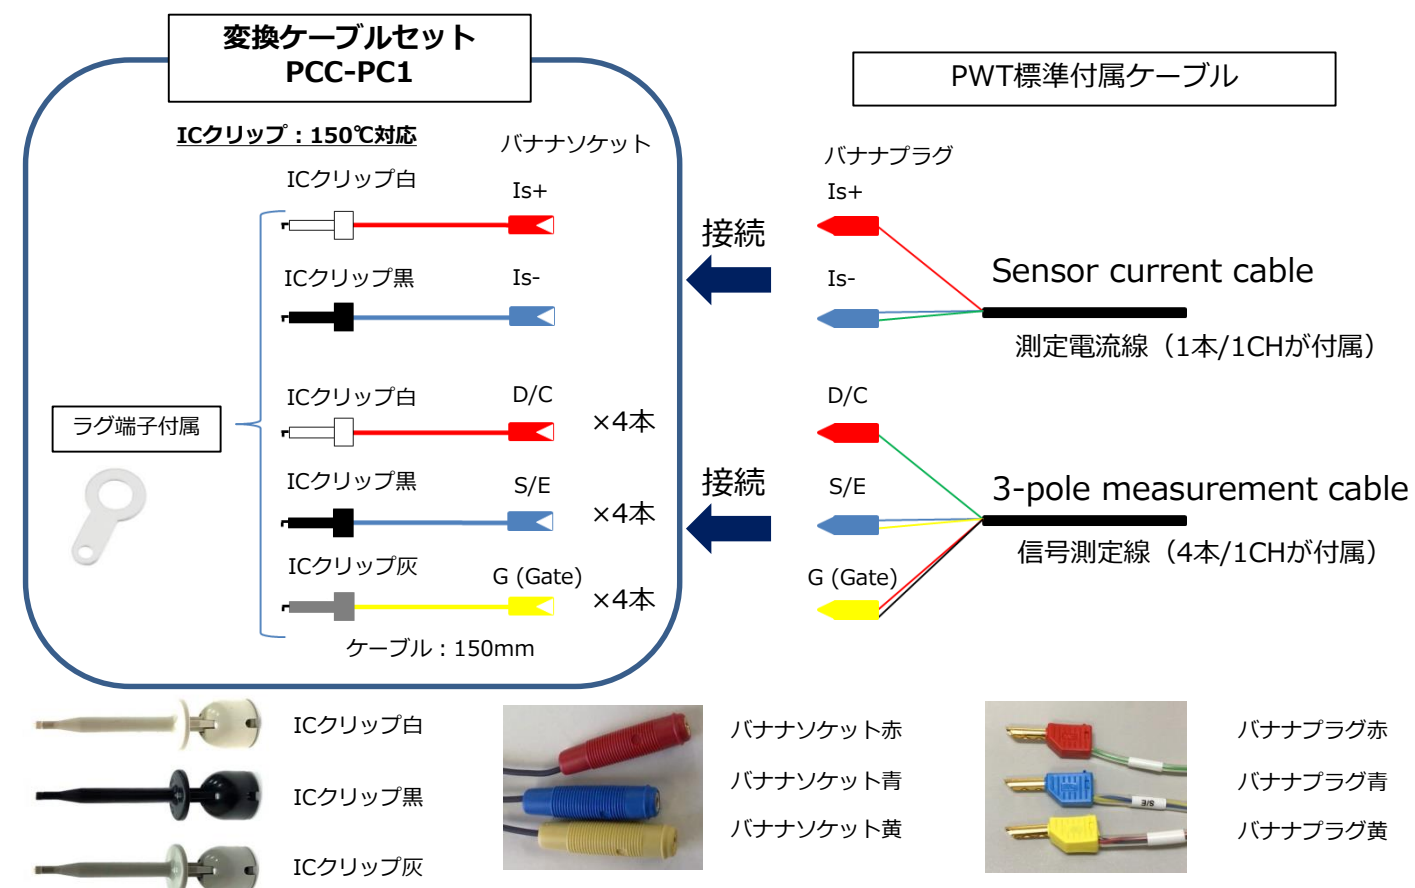 変換ケーブルセット
PCC-PC1
PWT標準付属ケーブル
ICクリップ：150℃対応
バナナソケット
バナナプラグ
ICクリップ白
Is+
Is+
接続
ICクリップ黒
Is-
Is-
Sensor current cable
測定電流線（1本/1CHが付属）
ICクリップ白
D/C
×4本
D/C
ラグ端子付属
ICクリップ黒
S/E
×4本
接続
S/E
3-pole measurement cable
信号測定線（4本/1CHが付属）
ICクリップ灰
G (Gate)
×4本
G (Gate)
ケーブル：150mm
ICクリップ白
バナナソケット赤
バナナプラグ赤
ICクリップ黒
バナナソケット青
S/E
バナナプラグ青
バナナソケット黄
バナナプラグ黄
ICクリップ灰